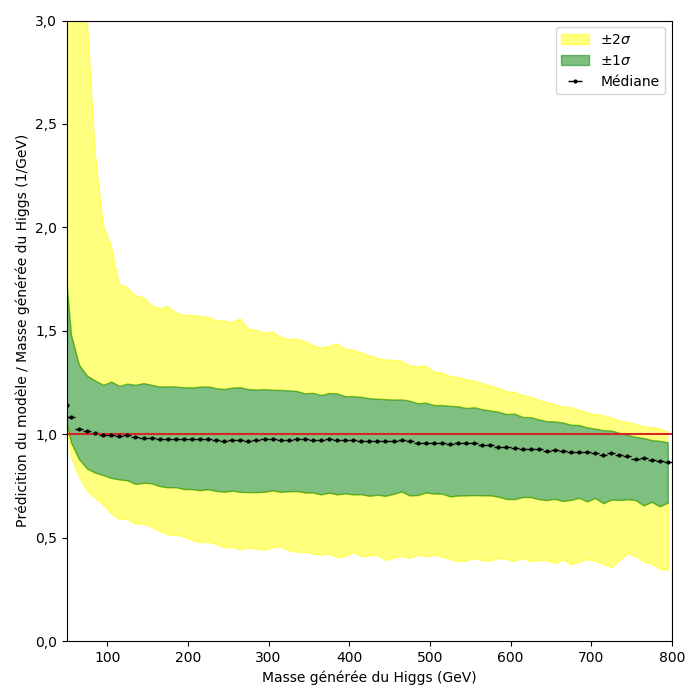 ±2σ
±1σ
Médiane
3,0
2,5
2,0
1,5
1,0
0,5
0,0
Prédicition du modèle / Masse générée du Higgs (1/GeV)
100 200 300 400 500 600 700 800
Masse générée du Higgs (GeV)